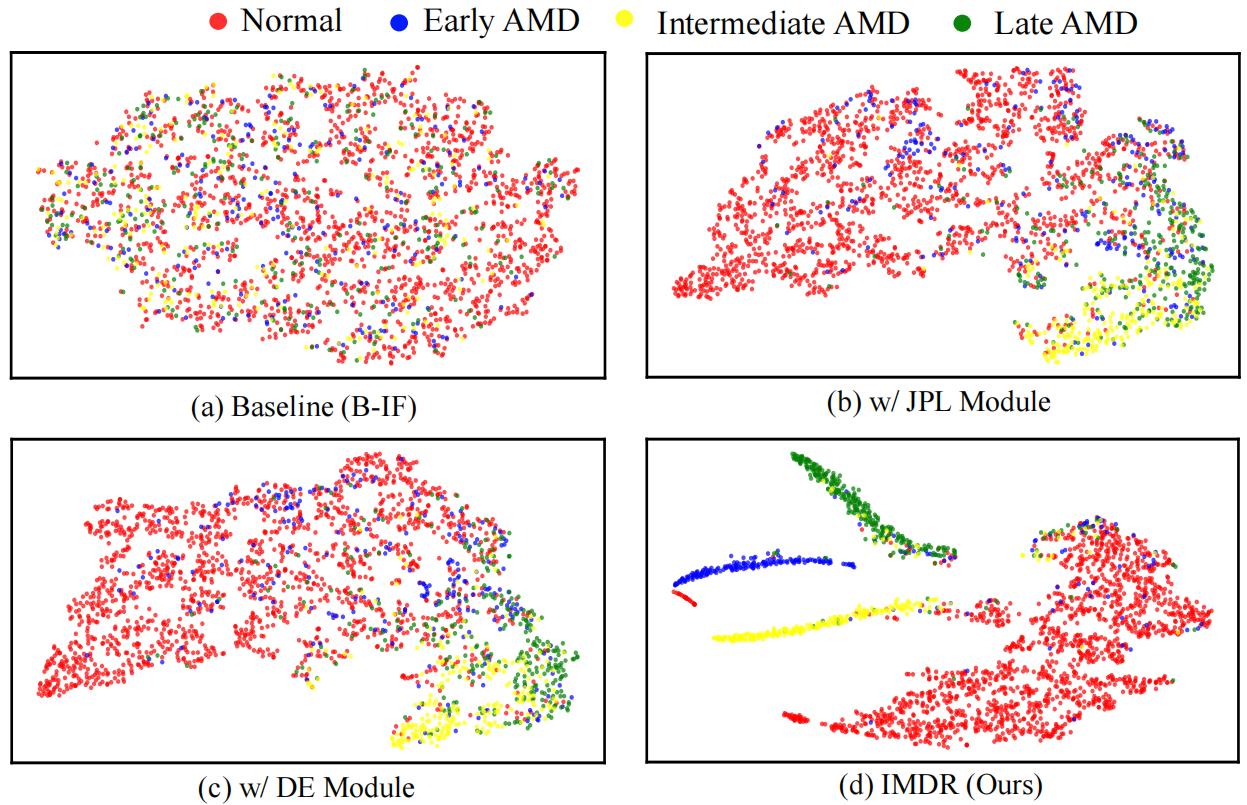 Normal Early AMD Intermediate AMD Late AMD
(a) Baseline (B-IF)
(b) w/ JPL Module
(c) w/ DE Module
(d) IMDR (Ours)